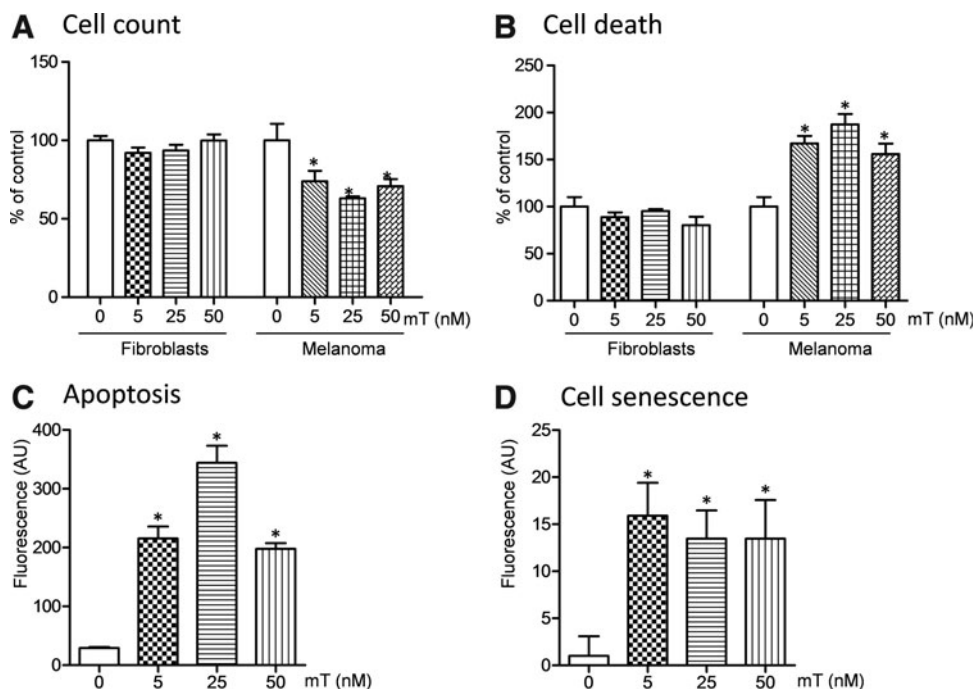 A Cell count
% of control
150
100
50
0
* * *
0 5 25 50 0 5 25 50 mT (nM)
Fibroblasts Melanoma
B Cell death
% of control
250
200
150
100
50
0
* * *
0 5 25 50 0 5 25 50 mT (nM)
Fibroblasts Melanoma
C Apoptosis
Fluorescence (AU)
400
300
200
100
0
* * *
0 5 25 50 mT (nM)
D Cell senescence
Fluorescence (AU)
25
20
15
10
5
0
* * *
0 5 25 50 mT (nM)